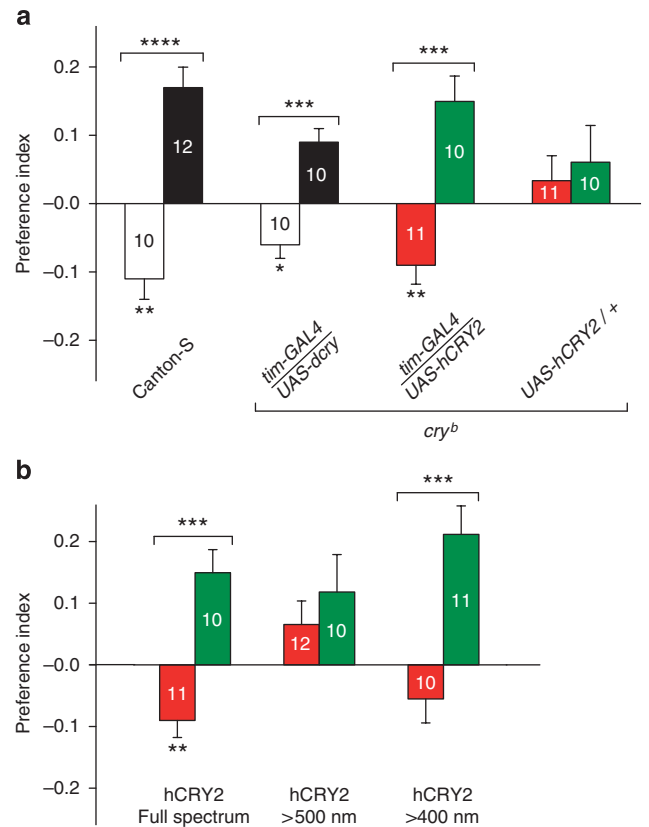 a
Preference index
0.2
0.1
–0.0
–0.1
–0.2
****
***
***
12
10
10
11
10
10
10
11
**
*
**
Canton-S
tim-GAL4
UAS-dcry
tim-GAL4
UAS-hCRY2
UAS-hCRY2 / +
cryb
b
Preference index
0.2
0.1
–0.0
–0.1
–0.2
***
***
10
10
11
11
12
10
**
hCRY2
Full spectrum
hCRY2
>500 nm
hCRY2
>400 nm